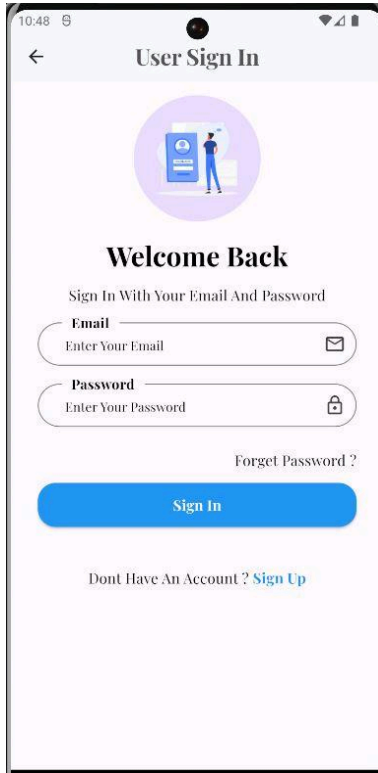 10:48
User Sign In
Welcome Back
Sign In With Your Email And Password
Email
Enter Your Email
Password
Enter Your Password
Forget Password ?
Sign In
Dont Have An Account ? Sign Up